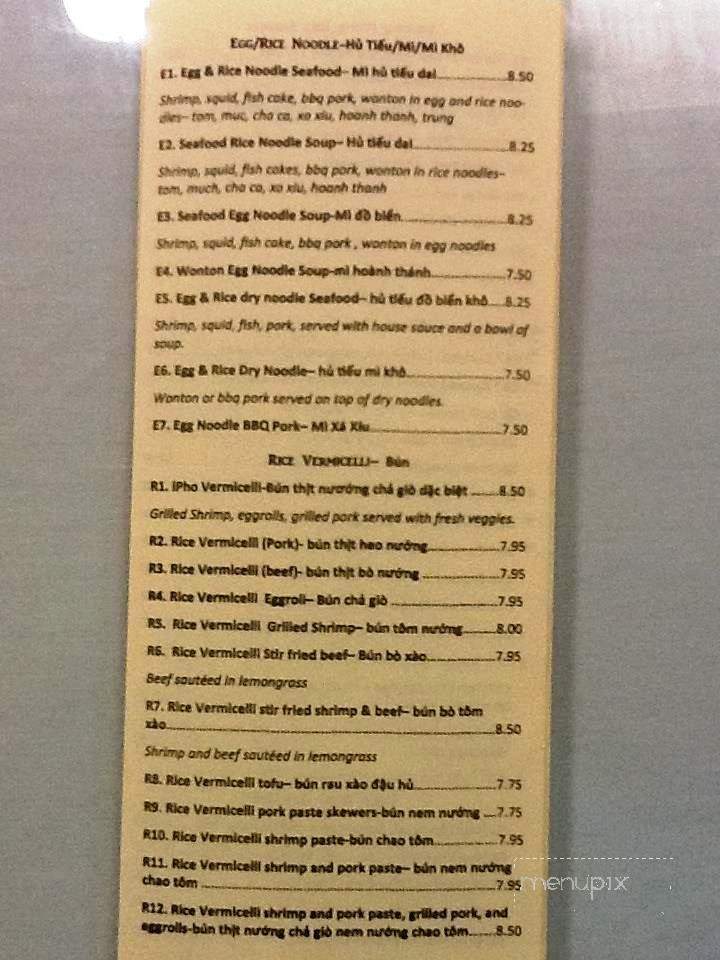 EGG/RICE NOODLE–Hủ Tiếu/Mì/Mì Khô
E1. Egg & Rice Noodle Seafood– Mì hủ tiếu dai..................8.50
Shrimp, squid, fish cake, bbq pork, wonton in egg and rice noo-
dles– tom, muc, cha ca, xa xiu, hoanh thanh, trung
E2. Seafood Rice Noodle Soup– Hủ tiếu dai........................8.25
Shrimp, squid, fish cakes, bbq pork, wonton in rice noodles–
tom, much, cha ca, xa xiu, hoanh thanh
E3. Seafood Egg Noodle Soup-Mì đồ biển..........................8.25
Shrimp, squid, fish cake, bbq pork , wonton in egg noodles
E4. Wonton Egg Noodle Soup-mì hoành thánh..................7.50
E5. Egg & Rice dry noodle Seafood– hủ tiếu đồ biển khô....8.25
Shrimp, squid, fish, pork, served with house sauce and a bowl of
soup.
E6. Egg & Rice Dry Noodle– hủ tiếu mì khô........................7.50
Wonton or bbq pork served on top of dry noodles.
E7. Egg Noodle BBQ Pork– Mì Xá Xíu................................7.50
RICE VERMICELLI– Bún
R1. iPho Vermicelli-Bún thịt nướng chả giò dặc biệt .......8.50
Grilled Shrimp, eggrolls, grilled pork served with fresh veggies.
R2. Rice Vermicelli (Pork)- bún thịt heo nướng..................7.95
R3. Rice Vermicelli (beef)- bún thịt bò nướng ...................7.95
R4. Rice Vermicelli Eggroll– Bún chả giò ..........................7.95
R5. Rice Vermicelli Grilled Shrimp– bún tôm nướng.........8.00
R6. Rice Vermicelli Stir fried beef– Bún bò xào.................7.95
Beef sautéed in lemongrass
R7. Rice Vermicelli stir fried shrimp & beef– bún bò tôm
xào.................................................................................8.50
Shrimp and beef sautéed in lemongrass
R8. Rice Vermicelli tofu– bún rau xào đậu hủ....................7.75
R9. Rice Vermicelli pork paste skewers-bún nem nướng ....7.75
R10. Rice Vermicelli shrimp paste-bún chao tôm...............7.95
R11. Rice Vermicelli shrimp and pork paste– bún nem nướng
chao tôm .........................................................................7.95
R12. Rice Vermicelli shrimp and pork paste, grilled pork, and
eggrolls-bún thịt nướng chả giò nem nướng chao tôm.......8.50
menupix